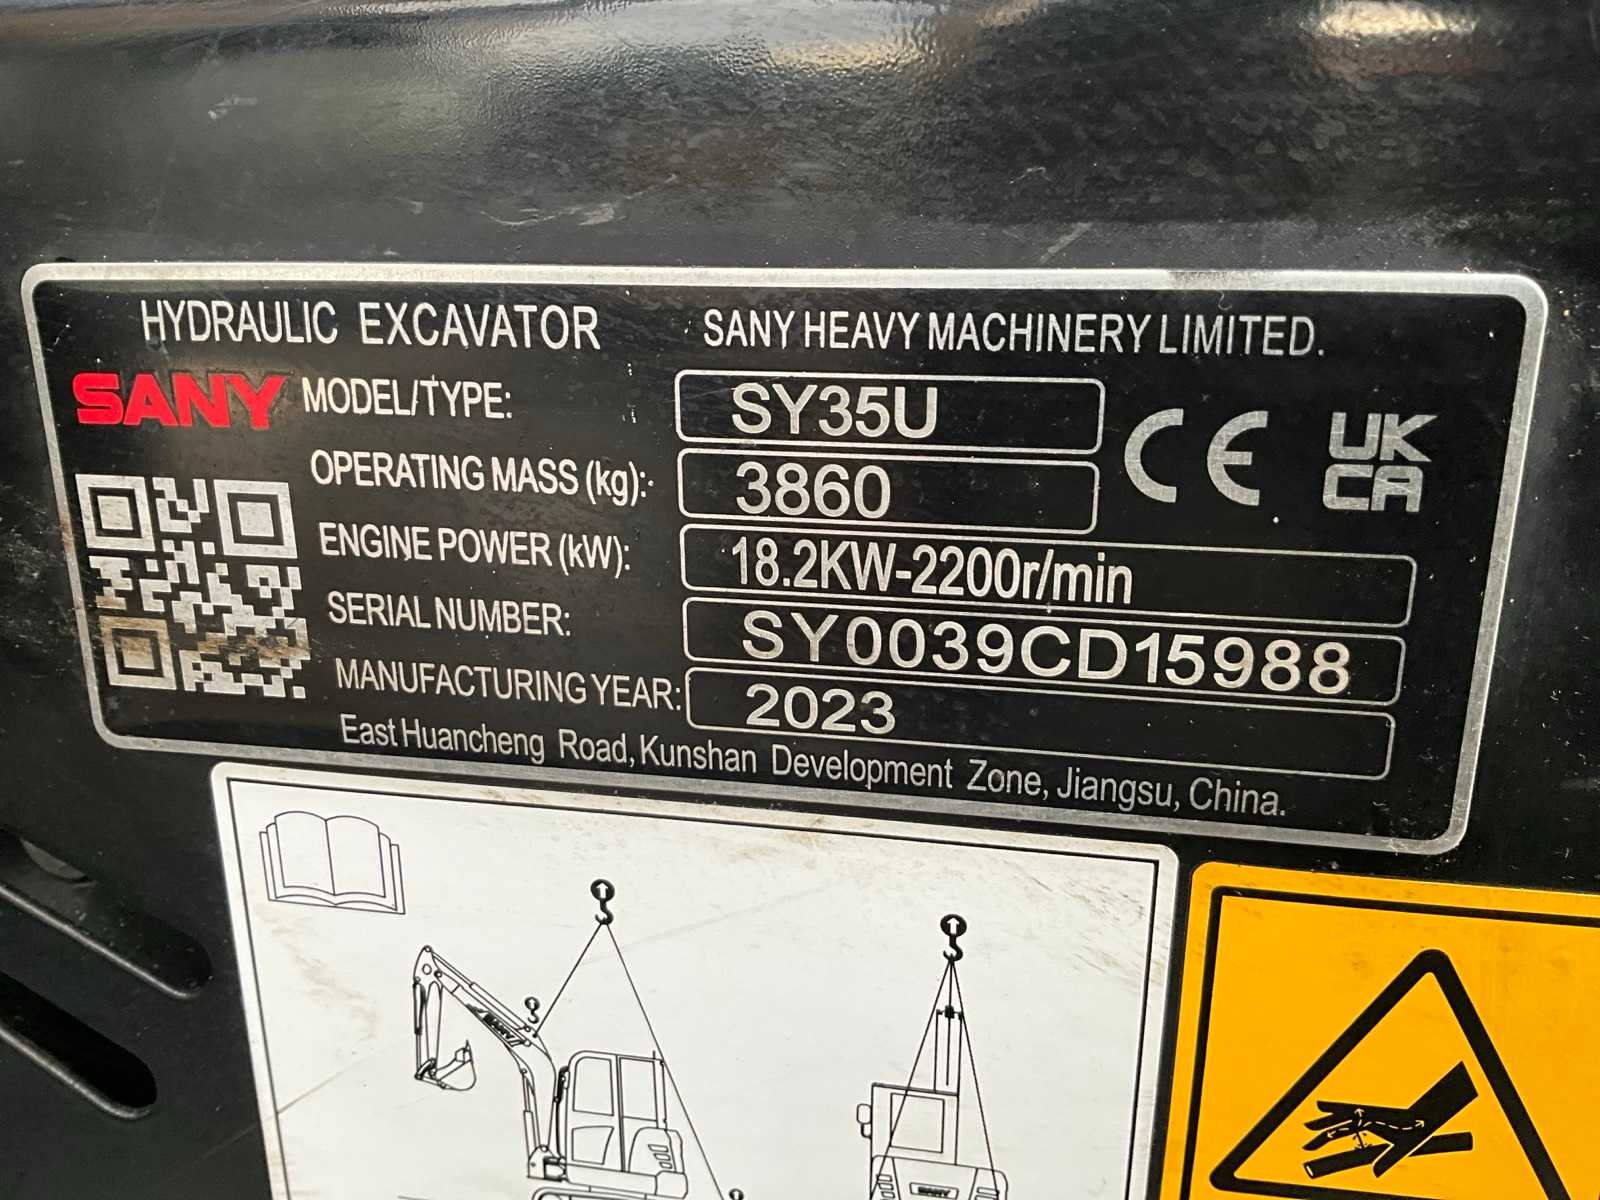 HYDRAULIC EXCAVATOR
SANY HEAVY MACHINERY LIMITED.
SANY
MODEL/TYPE: SY35U
OPERATING MASS (kg): 3860
CE
UK
CA
ENGINE POWER (kW): 18.2KW-2200r/min
SERIAL NUMBER: SY0039CD15988
MANUFACTURING YEAR: 2023
East Huancheng Road, Kunshan Development Zone, Jiangsu, China.
SANY
SANY